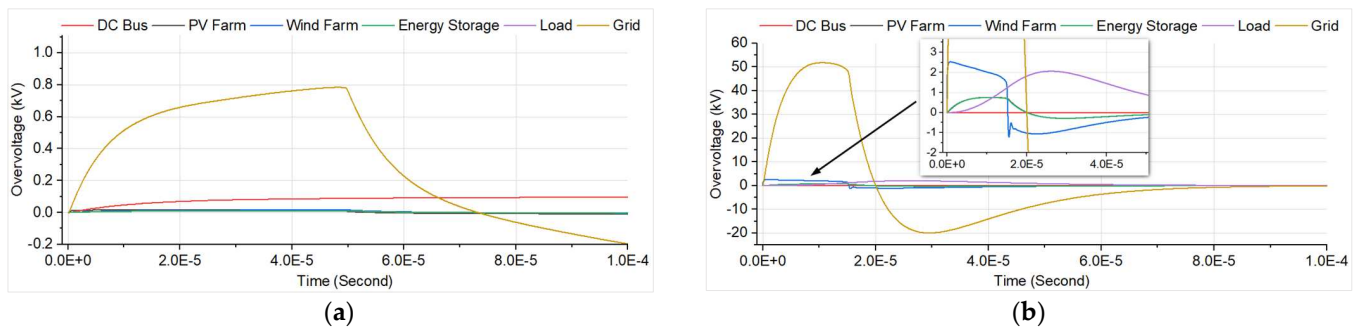 DC Bus PV Farm Wind Farm Energy Storage Load Grid
Overvoltage (kV)
1.0
0.8
0.6
0.4
0.2
0.0
-0.2
0.0E+0 2.0E-5 4.0E-5 6.0E-5 8.0E-5 1.0E-4
Time (Second)
(a)
DC Bus PV Farm Wind Farm Energy Storage Load Grid
Overvoltage (kV)
60
50
40
30
20
10
0
-10
-20
0.0E+0 2.0E-5 4.0E-5 6.0E-5 8.0E-5 1.0E-4
Time (Second)
3
2
1
0
-1
-2
0.0E+0 2.0E-5 4.0E-5
(b)